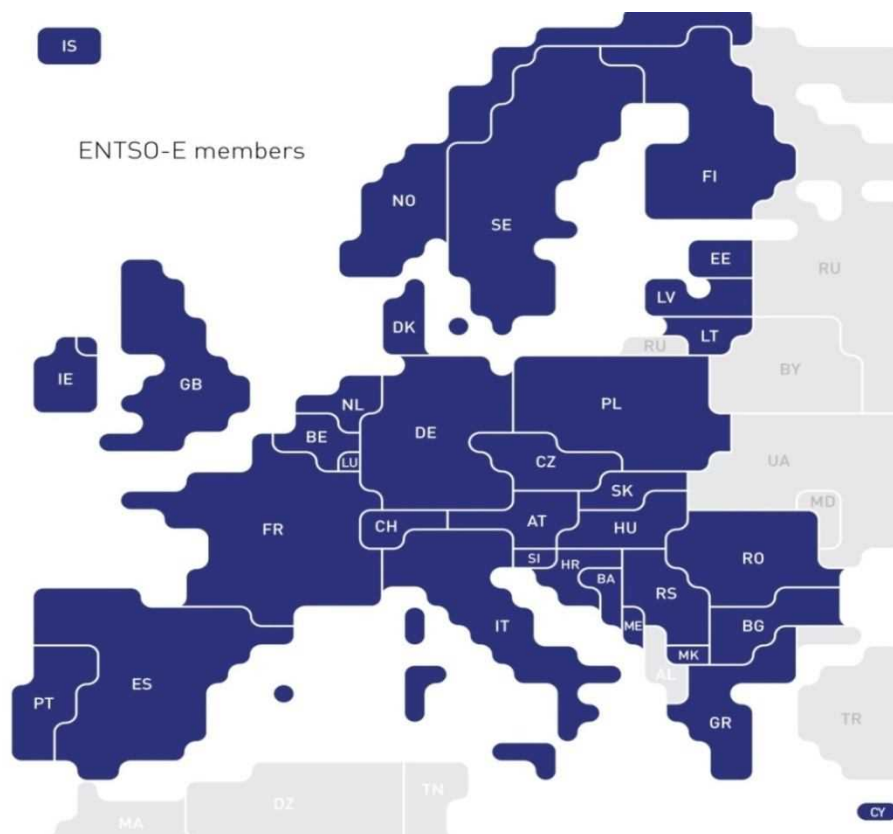 IS
ENTSO-E members
NO
SE
FI
EE
RU
LV
DK
LT
RU
BY
IE
GB
NL
PL
BE
DE
LU
CZ
UA
SK
MD
FR
CH
AT
HU
SI
HR
RO
BA
RS
IT
ME
BG
MK
AL
ES
PT
GR
TR
TN
DZ
CY
MA